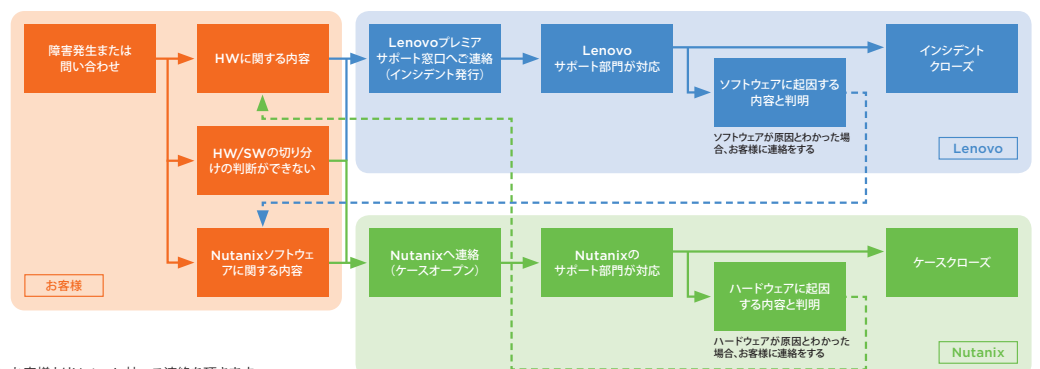 障害発生または
問い合わせ
HWに関する内容
HW/SWの切り分
けの判断ができない
Nutanixソフトウェ
アに関する内容
お客様
Lenovoプレミア
サポート窓口へご連絡
(インシデント発行)
Lenovo
サポート部門が対応
ソフトウェアに起因する
内容と判明
ソフトウェアが原因とわかった場
合、お客様に連絡をする
インシデント
クローズ
Lenovo
Nutanixへ連絡
(ケースオープン)
Nutanixの
サポート部門が対応
ハードウェアに起因
する内容と判明
ハードウェアが原因とわかった
場合、お客様に連絡をする
ケースクローズ
Nutanix